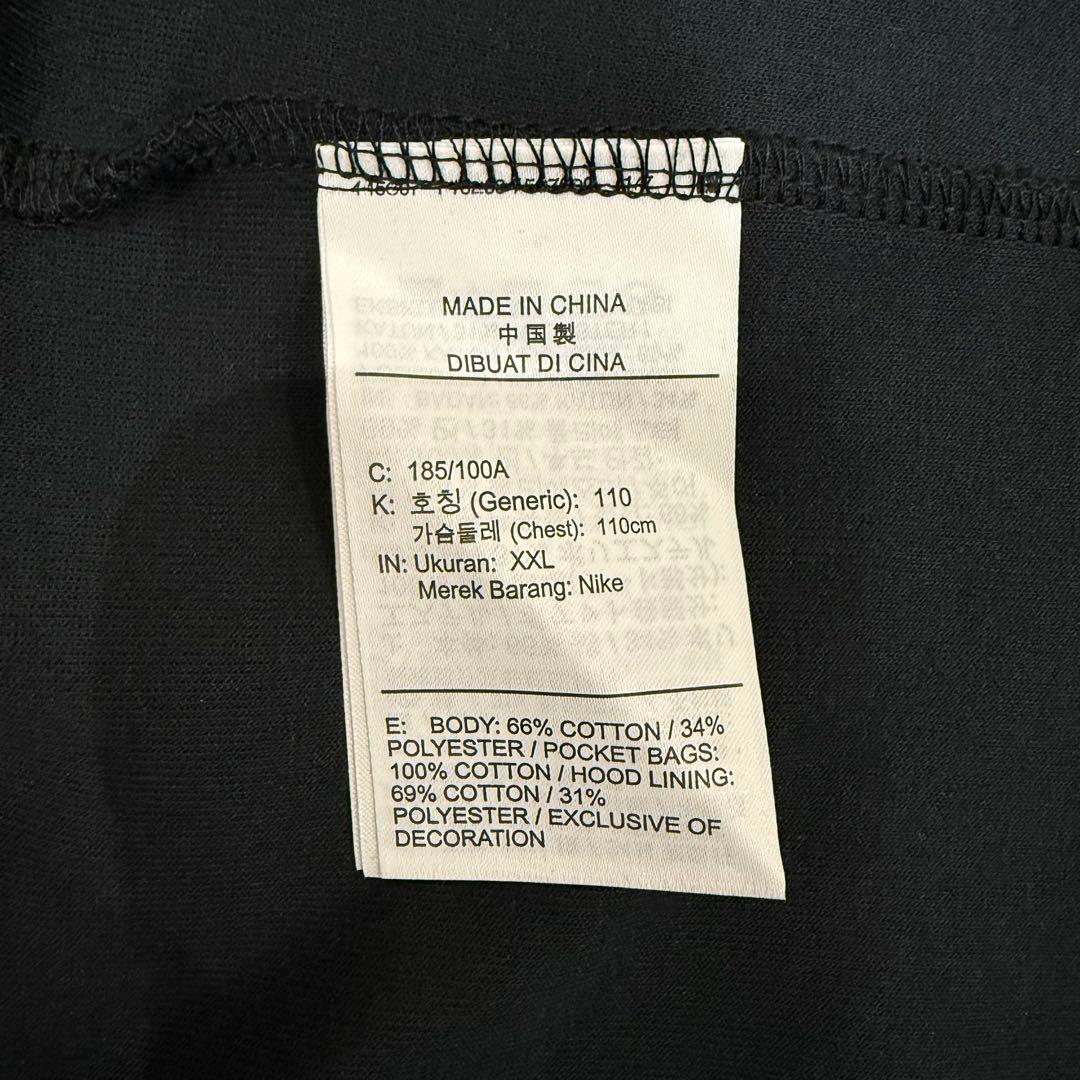 MADE IN CHINA
中国製
DIBUAT DI CINA
C: 185/100A
K: 호칭 (Generic): 110
가슴둘레 (Chest): 110cm
IN: Ukuran: XXL
Merek Barang: Nike
E: BODY: 66% COTTON / 34%
POLYESTER / POCKET BAGS:
100% COTTON / HOOD LINING:
69% COTTON / 31%
POLYESTER / EXCLUSIVE OF
DECORATION